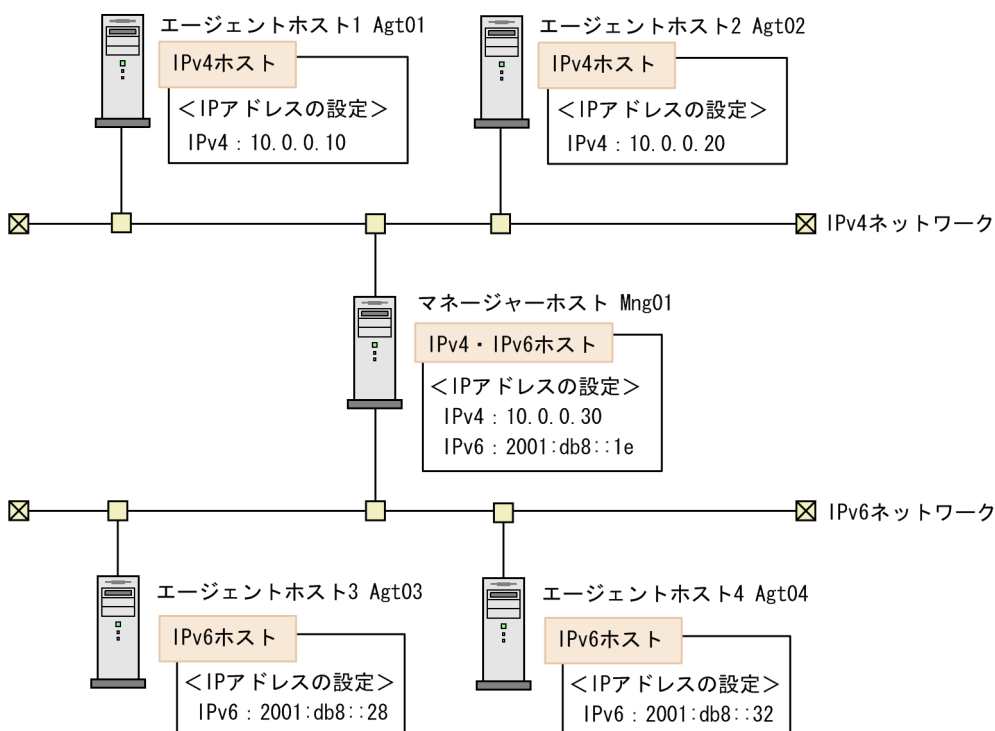 エージェントホスト1 Agt01
IPv4ホスト
<IPアドレスの設定>
IPv4：10.0.0.10
エージェントホスト2 Agt02
IPv4ホスト
<IPアドレスの設定>
IPv4：10.0.0.20
IPv4ネットワーク
マネージャーホスト Mng01
IPv4・IPv6ホスト
<IPアドレスの設定>
IPv4：10.0.0.30
IPv6：2001:db8::1e
IPv6ネットワーク
エージェントホスト3 Agt03
IPv6ホスト
<IPアドレスの設定>
IPv6：2001:db8::28
エージェントホスト4 Agt04
IPv6ホスト
<IPアドレスの設定>
IPv6：2001:db8::32